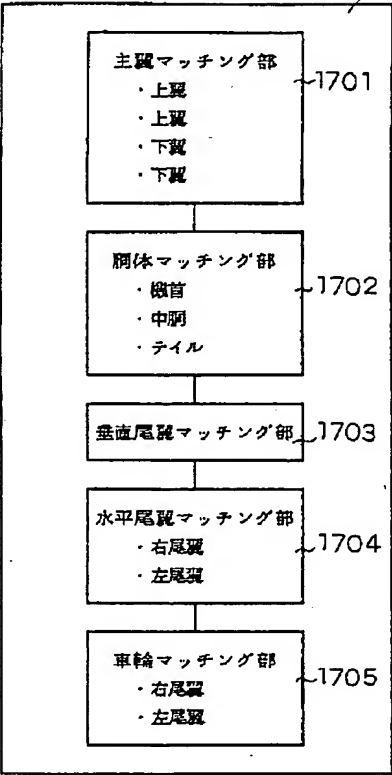 主翼マッチング部
・上翼
・上翼
・下翼
・下翼
1701
胴体マッチング部
・機首
・中胴
・テイル
1702
垂直尾翼マッチング部
1703
水平尾翼マッチング部
・右尾翼
・左尾翼
1704
車輪マッチング部
・右尾翼
・左尾翼
1705